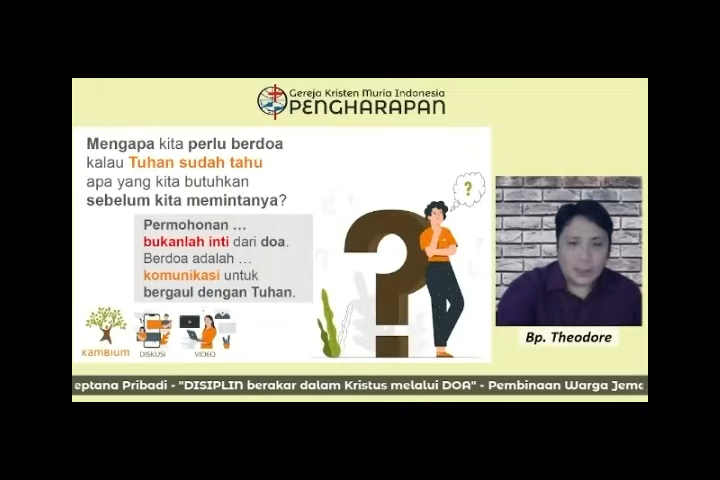 Gereja Kristen Muria Indonesia
PENGHARAPAN
Mengapa kita perlu berdoa
kalau Tuhan sudah tahu
apa yang kita butuhkan
sebelum kita memintanya?
?
Permohonan ...
bukanlah inti dari doa.
Berdoa adalah ...
komunikasi untuk
bergaul dengan Tuhan.
KAMBIUM
DISKUSI
VIDEO
Bp. Theodore
eptana Pribadi - "DISIPLIN berakar dalam Kristus melalui DOA" - Pembinaan Warga Jema